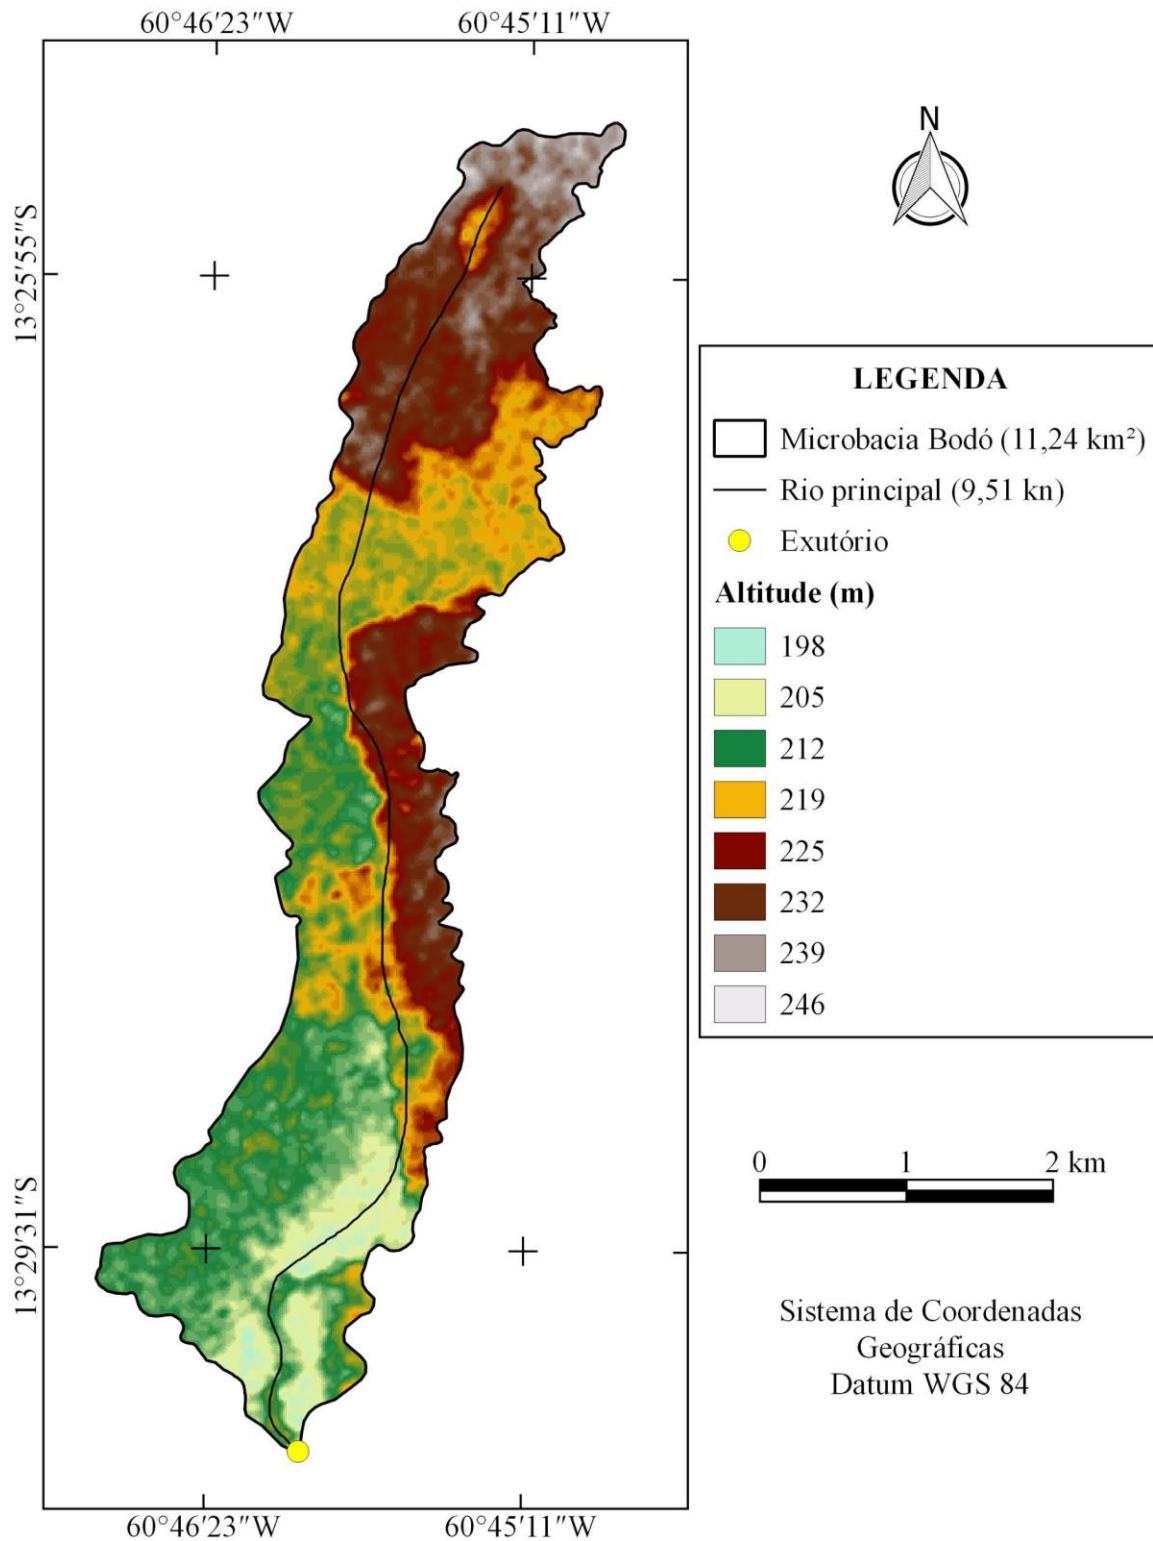 60°46'23"W
60°45'11"W
N
13°25'55"S
LEGENDA
Microbacia Bodó (11,24 km²)
Rio principal (9,51 kn)
Exutório
Altitude (m)
198
205
212
219
225
232
239
246
0 1 2 km
13°29'31"S
Sistema de Coordenadas
Geográficas
Datum WGS 84
60°46'23"W
60°45'11"W